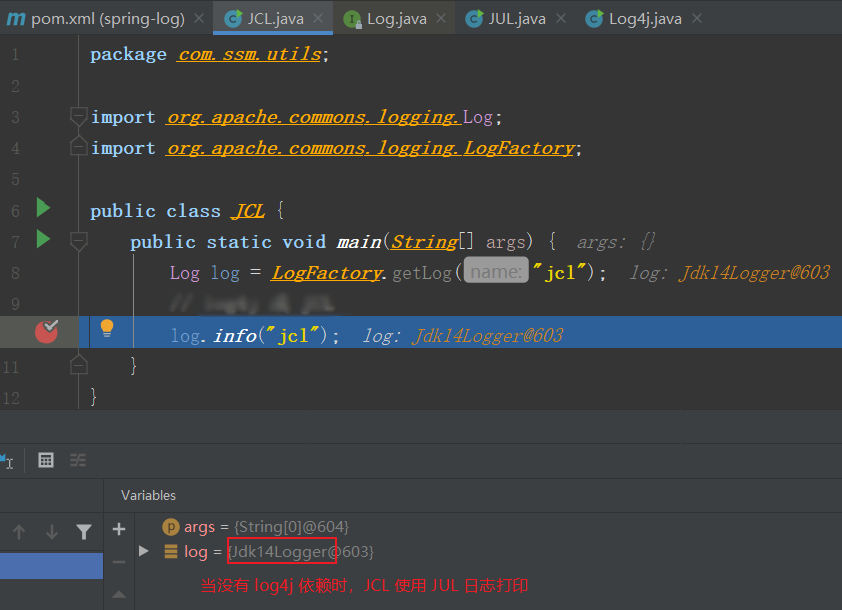 pom.xml (spring-log) JCL.java Log.java JUL.java Log4j.java
1 package com.ssm.utils;
2
3 import org.apache.commons.logging.Log;
4 import org.apache.commons.logging.LogFactory;
5
6 public class JCL {
7 public static void main(String[] args) { args: {}
8 Log log = LogFactory.getLog( name: "jcl"); log: Jdk14Logger@603
9 //
log.info("jcl"); log: Jdk14Logger@603
11 }
12 }
Variables
args = {String[0]@604}
log = {Jdk14Logger@603}
当没有 log4j 依赖时，JCL 使用 JUL 日志打印